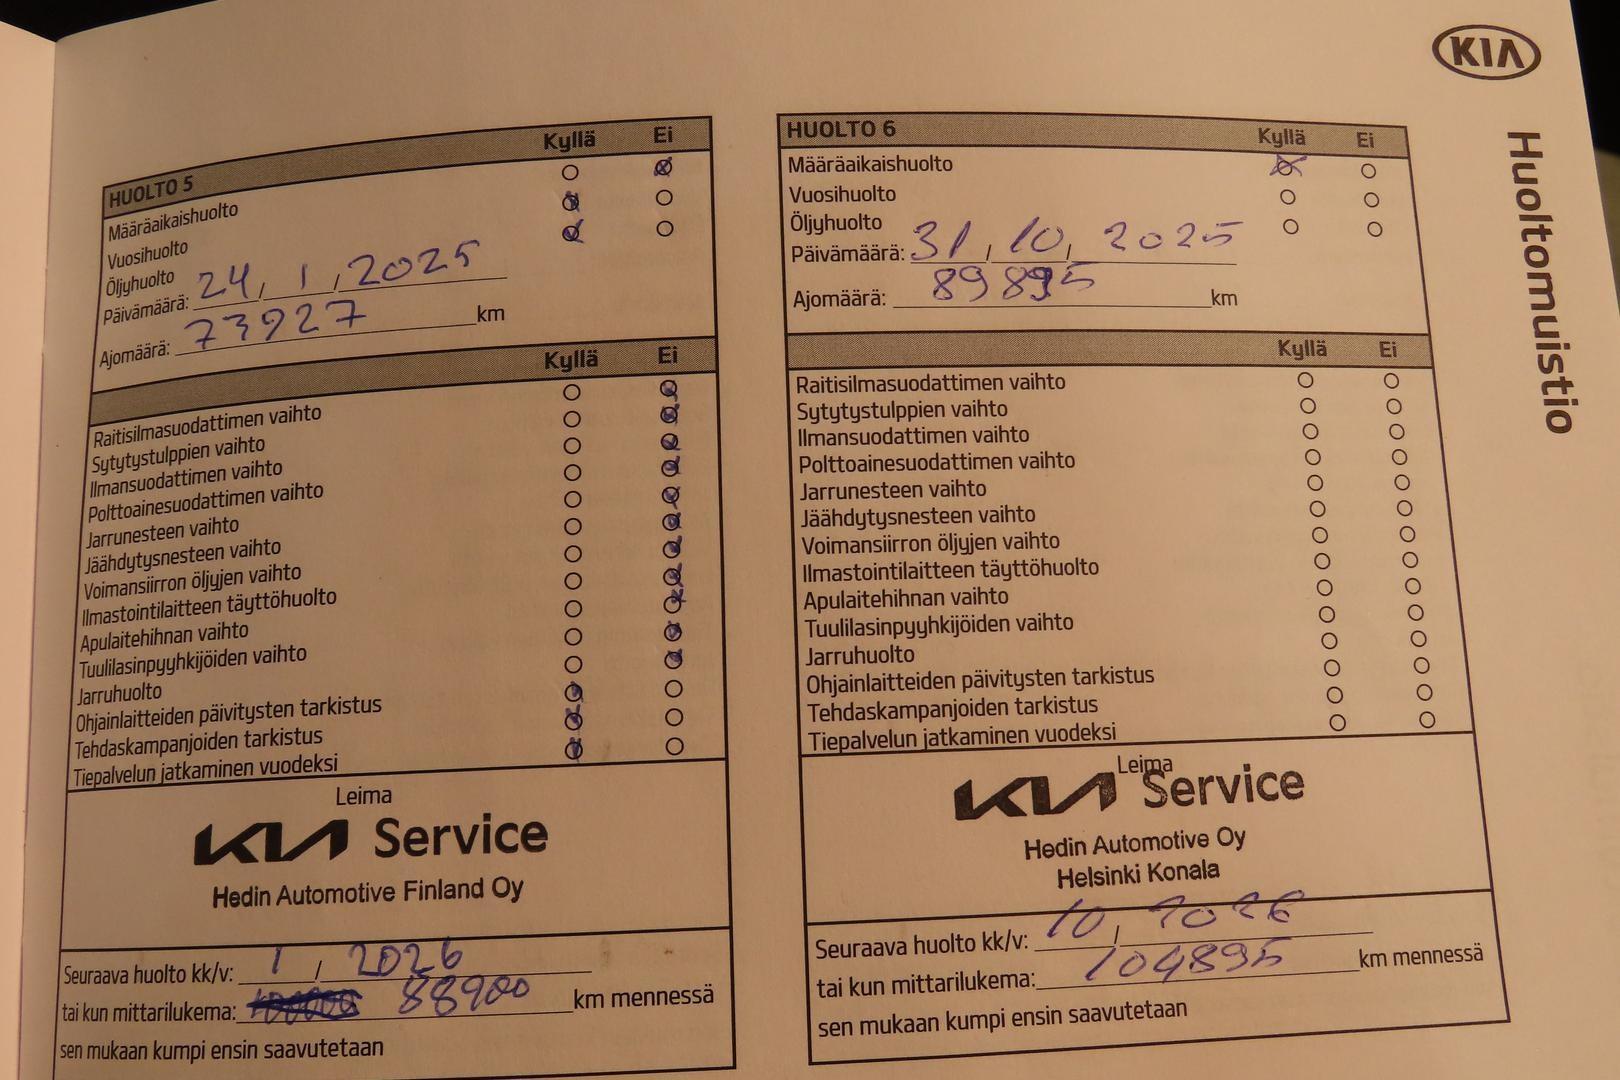 KIA
Huoltomuistio
HUOLTO 5 Kyllä Ei
Määräaikaishuolto
Vuosihuolto
Öljyhuolto
Päivämäärä: 24, 1, 2025
Ajomäärä: 73927 km
Kyllä Ei
Raitisilmasuodattimen vaihto
Sytytystulppien vaihto
Ilmansuodattimen vaihto
Polttoainesuodattimen vaihto
Jarrunesteen vaihto
Jäähdytysnesteen vaihto
Voimansiirron öljyjen vaihto
Ilmastointilaitteen täyttöhuolto
Apulaitehihnan vaihto
Tuulilasinpyyhkijöiden vaihto
Jarruhuolto
Ohjainlaitteiden päivitysten tarkistus
Tehdaskampanjoiden tarkistus
Tiepalvelun jatkaminen vuodeksi
Leima
KIA Service
Hedin Automotive Finland Oy
Seuraava huolto kk/v: 1 / 2026
tai kun mittarilukema: 88900 km mennessä
sen mukaan kumpi ensin saavutetaan
HUOLTO 6 Kyllä Ei
Määräaikaishuolto
Vuosihuolto
Öljyhuolto
Päivämäärä: 31, 10, 2025
Ajomäärä: 89895 km
Kyllä Ei
Raitisilmasuodattimen vaihto
Sytytystulppien vaihto
Ilmansuodattimen vaihto
Polttoainesuodattimen vaihto
Jarrunesteen vaihto
Jäähdytysnesteen vaihto
Voimansiirron öljyjen vaihto
Ilmastointilaitteen täyttöhuolto
Apulaitehihnan vaihto
Tuulilasinpyyhkijöiden vaihto
Jarruhuolto
Ohjainlaitteiden päivitysten tarkistus
Tehdaskampanjoiden tarkistus
Tiepalvelun jatkaminen vuodeksi
Leima
KIA Service
Hedin Automotive Oy
Helsinki Konala
Seuraava huolto kk/v: 10 / 2026
tai kun mittarilukema: 104895 km mennessä
sen mukaan kumpi ensin saavutetaan